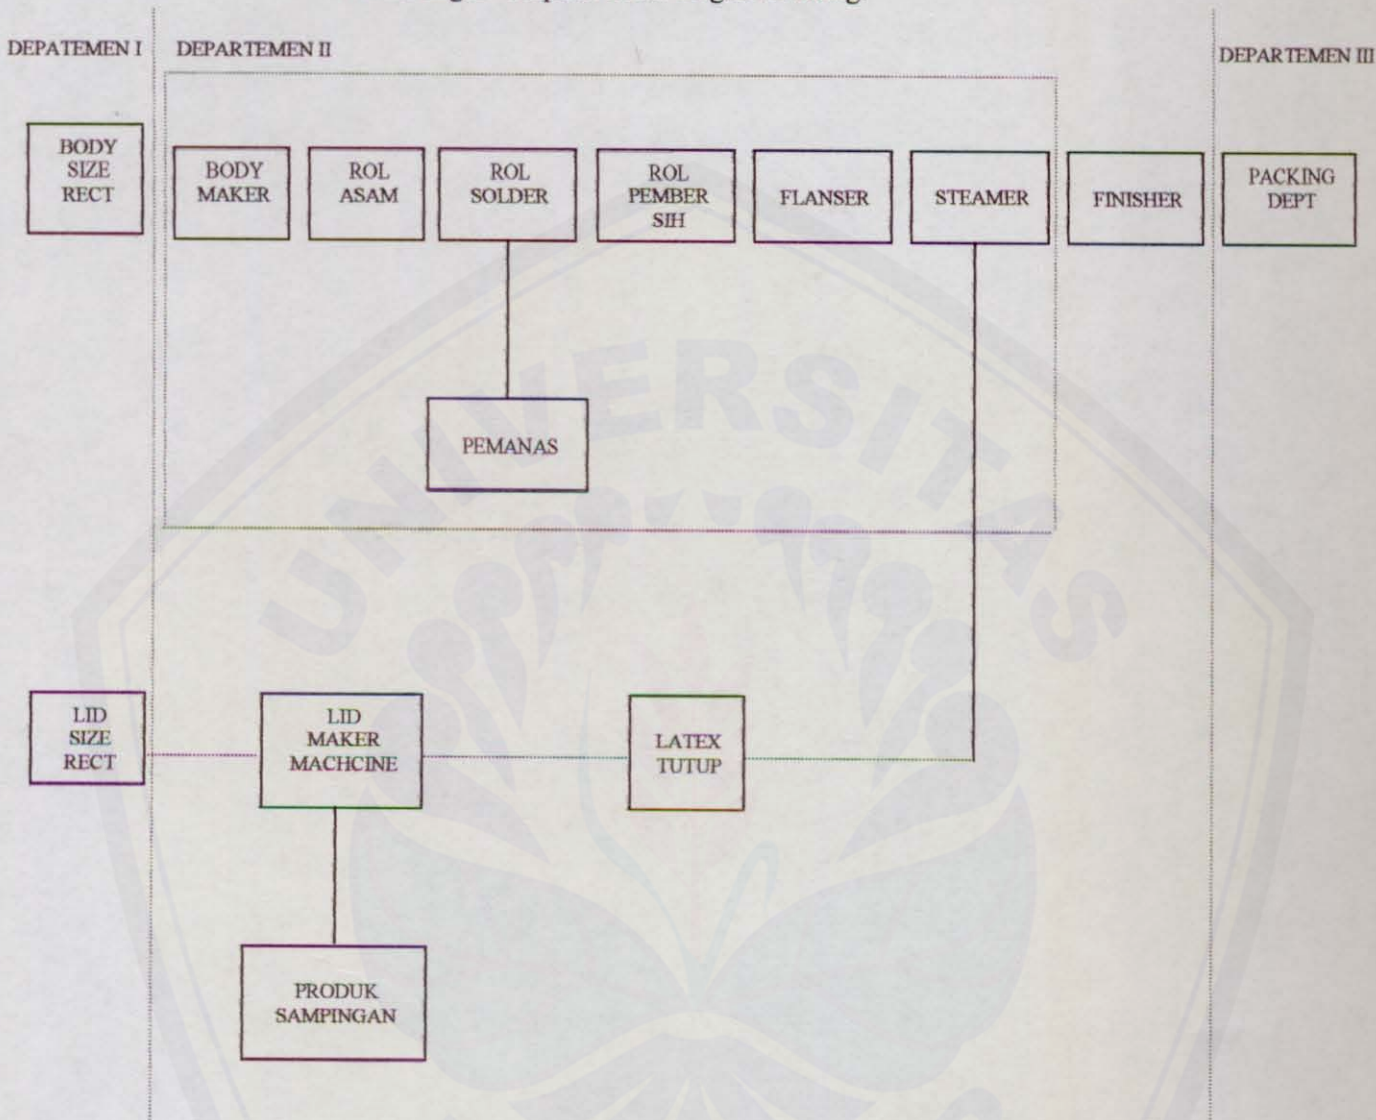 DEPATEMEN I
DEPARTEMEN II
DEPARTEMEN III
BODY
SIZE
RECT
BODY
MAKER
ROL
ASAM
ROL
SOLDER
ROL
PEMBER
SIH
FLANSER
STEAMER
FINISHER
PACKING
DEPT
PEMANAS
LID
SIZE
RECT
LID
MAKER
MACHCINE
LATEX
TUTUP
PRODUK
SAMPINGAN
UNIVERSITAS